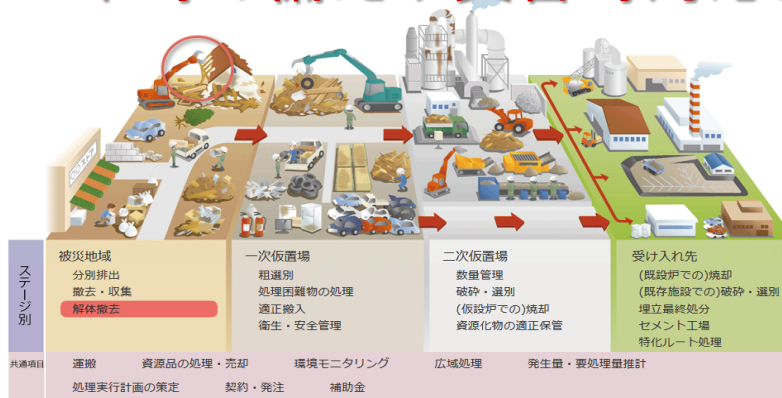 被災地域
分別排出
撤去・収集
解体撤去
一次仮置場
粗選別
処理困難物の処理
適正搬入
衛生・安全管理
二次仮置場
数量管理
破砕・選別
(仮設炉での)焼却
資源化物の適正保管
受け入れ先
(既設炉での)焼却
(既存施設での)破砕・選別
埋立最終処分
セメント工場
特化ルート処理
ステージ別
共通項目
運搬 資源品の処理・売却 環境モニタリング 広域処理 発生量・要処理量推計
処理実行計画の策定 契約・発注 補助金